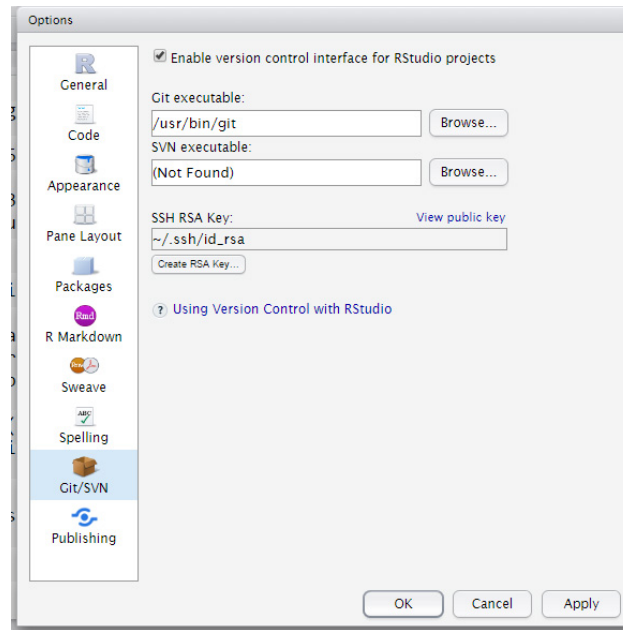 Options
General
Code
Appearance
Pane Layout
Packages
Rmd
R Markdown
Sweave
ABC
Spelling
Git/SVN
Publishing
Enable version control interface for RStudio projects
Git executable:
/usr/bin/git
Browse...
SVN executable:
(Not Found)
Browse...
SSH RSA Key:
View public key
~/.ssh/id_rsa
Create RSA Key...
? Using Version Control with RStudio
OK
Cancel
Apply